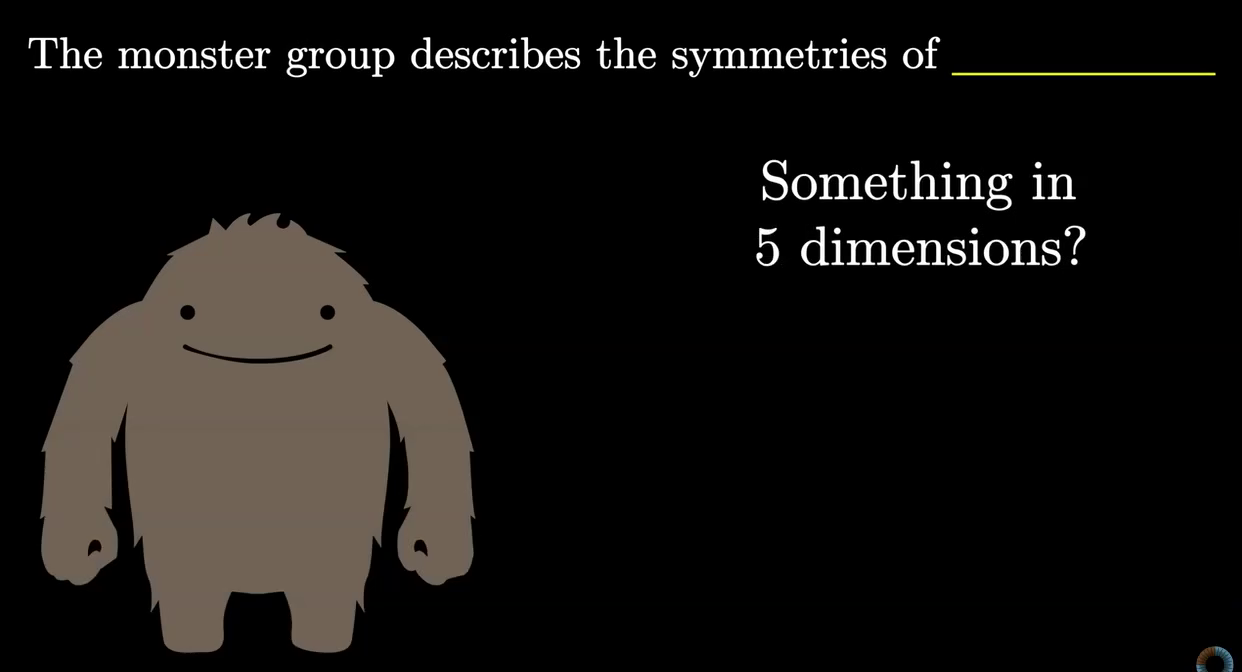 The monster group describes the symmetries of
Something in
5 dimensions?